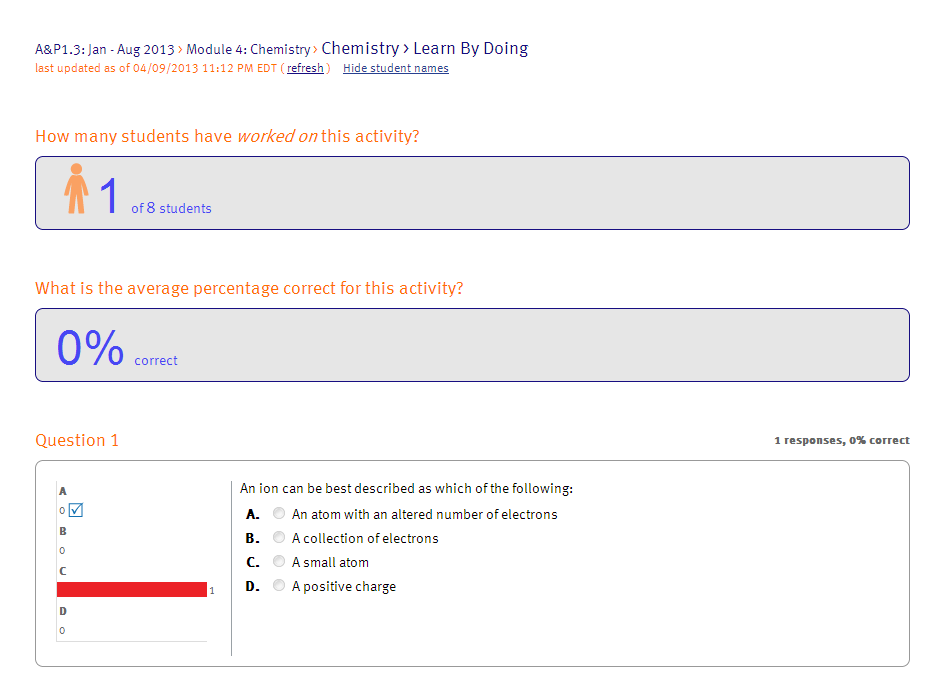 A&P1.3: Jan - Aug 2013 > Module 4: Chemistry > Chemistry > Learn By Doing
last updated as of 04/09/2013 11:12 PM EDT ( refresh ) Hide student names
How many students have worked on this activity?
1 of 8 students
What is the average percentage correct for this activity?
0% correct
Question 1
1 responses, 0% correct
A
0
B
0
C
1
D
0
An ion can be best described as which of the following:
A. An atom with an altered number of electrons
B. A collection of electrons
C. A small atom
D. A positive charge